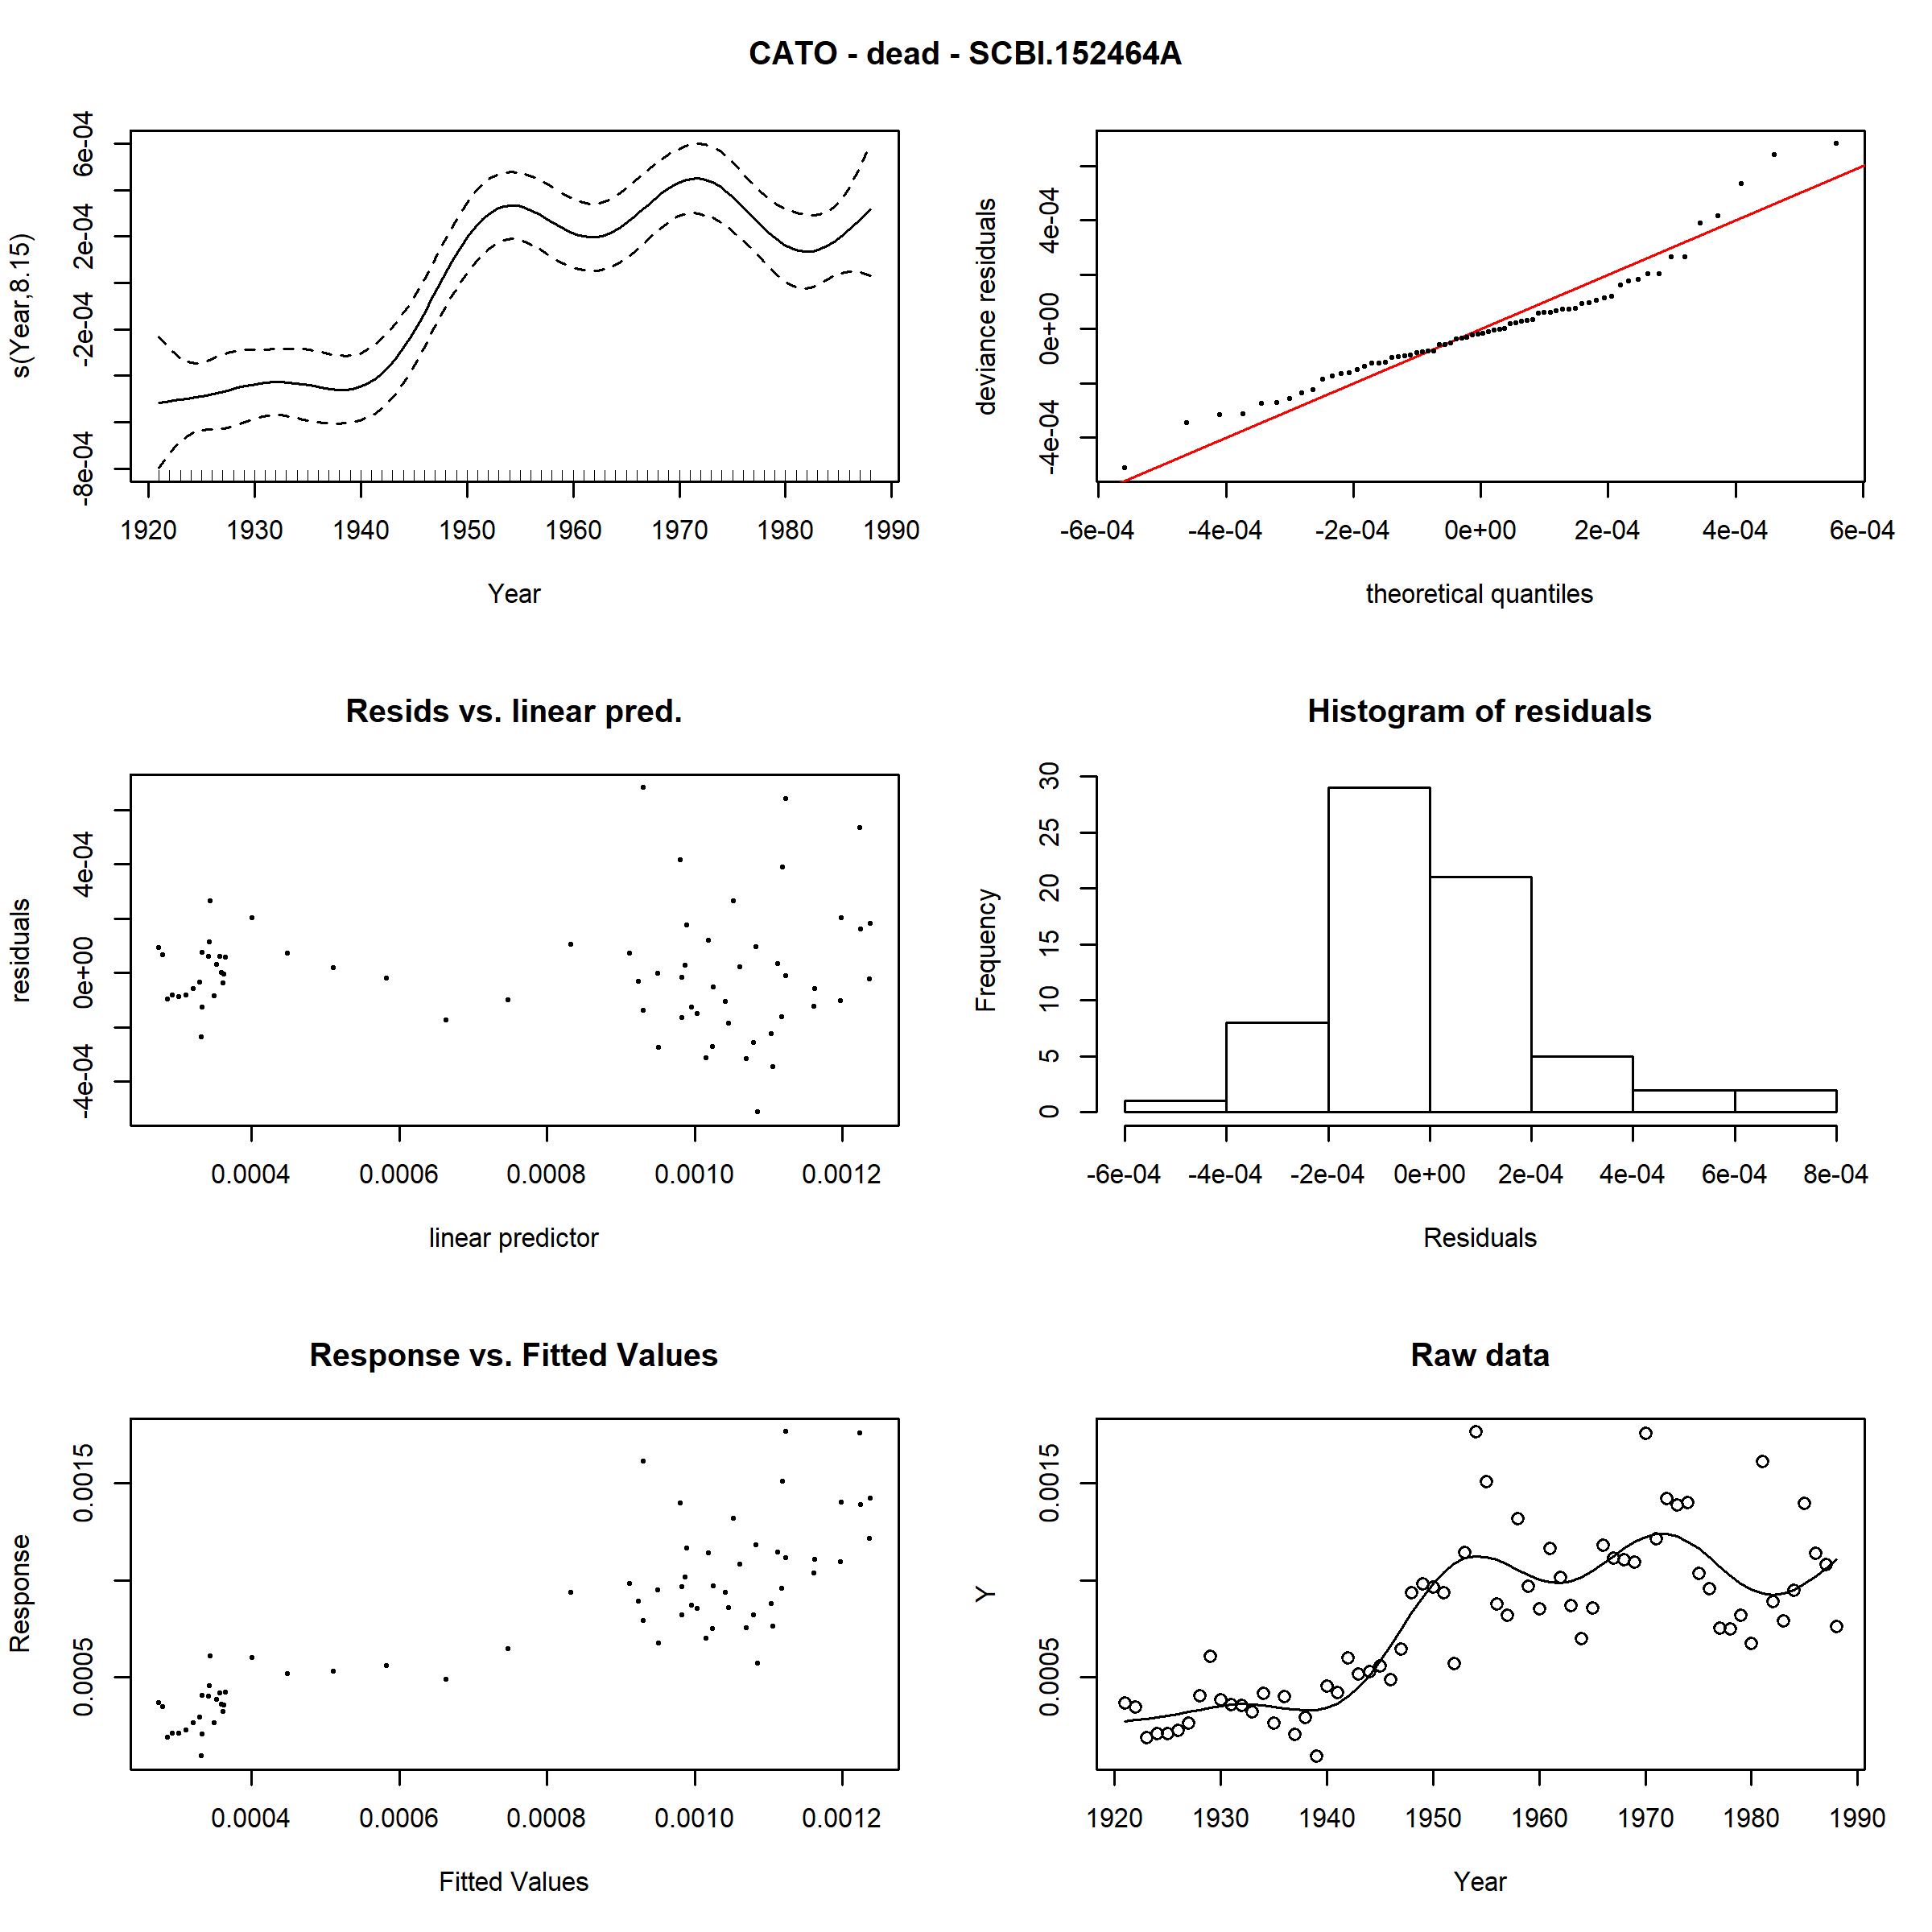 CATO - dead - SCBI.152464A
s(Year,8.15)
-8e-04 -2e-04 2e-04 6e-04
1920 1930 1940 1950 1960 1970 1980 1990
Year
deviance residuals
-4e-04 0e+00 4e-04
-6e-04 -4e-04 -2e-04 0e+00 2e-04 4e-04 6e-04
theoretical quantiles
Resids vs. linear pred.
residuals
-4e-04 0e+00 4e-04
0.0004 0.0006 0.0008 0.0010 0.0012
linear predictor
Histogram of residuals
Frequency
0 5 10 15 20 25 30
-6e-04 -4e-04 -2e-04 0e+00 2e-04 4e-04 6e-04 8e-04
Residuals
Response vs. Fitted Values
Response
0.0005 0.0015
0.0004 0.0006 0.0008 0.0010 0.0012
Fitted Values
Raw data
Y
0.0005 0.0015
1920 1930 1940 1950 1960 1970 1980 1990
Year